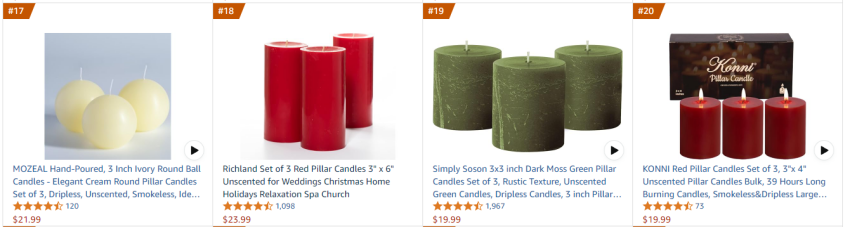 #17
#18
#19
#20
Konni
Pillar Candle
MOZEAL Hand-Poured, 3 Inch Ivory Round Ball
Candles - Elegant Cream Round Pillar Candles
Set of 3, Dripless, Unscented, Smokeless, Ide...
120
$21.99
Richland Set of 3 Red Pillar Candles 3" x 6"
Unscented for Weddings Christmas Home
Holidays Relaxation Spa Church
1,098
$23.99
Simply Soson 3x3 inch Dark Moss Green Pillar
Candles Set of 3, Rustic Texture, Unscented
Green Candles, Dripless Candles, 3 inch Pillar...
1,967
$19.99
KONNI Red Pillar Candles Set of 3, 3"x 4"
Unscented Pillar Candles Bulk, 39 Hours Long
Burning Candles, Smokeless&Dripless Large...
73
$19.99